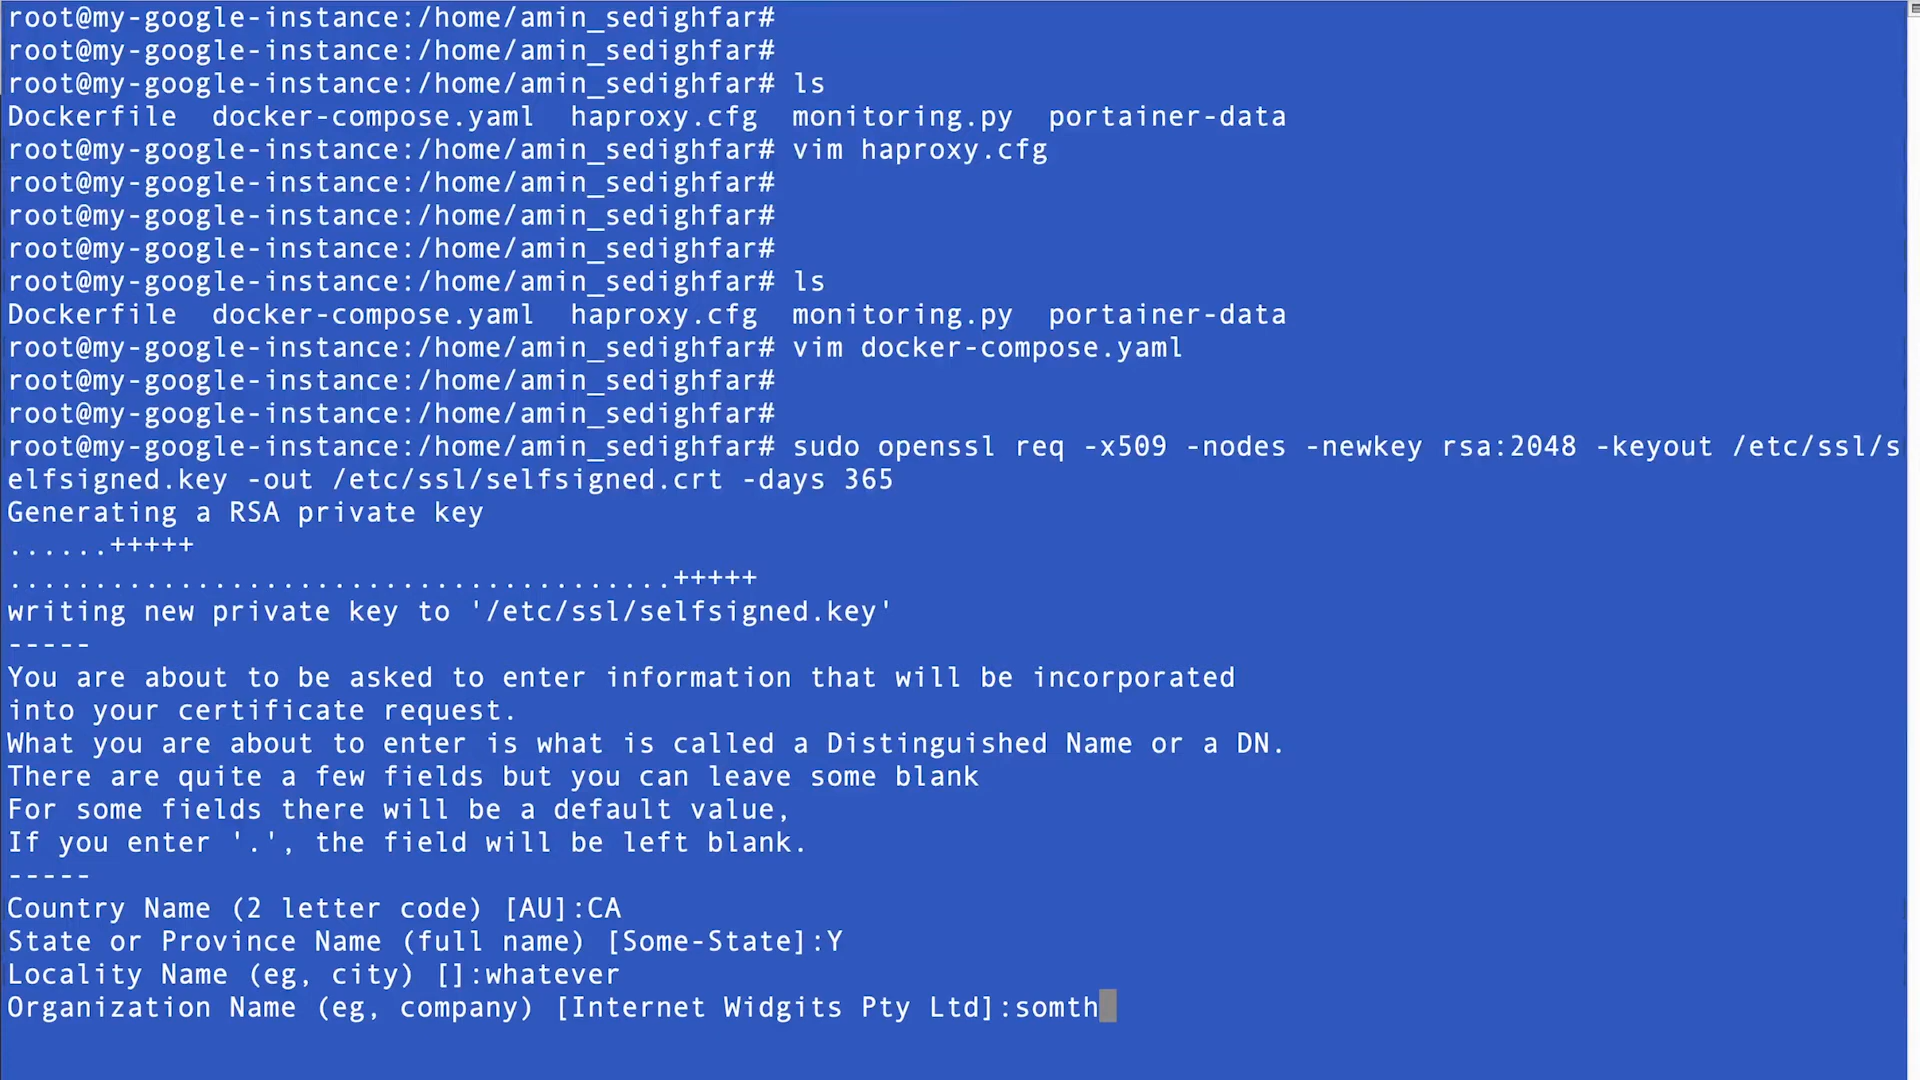 root@my-google-instance:/home/amin_sedighfar#
root@my-google-instance:/home/amin_sedighfar#
root@my-google-instance:/home/amin_sedighfar# ls
Dockerfile  docker-compose.yaml  haproxy.cfg  monitoring.py  portainer-data
root@my-google-instance:/home/amin_sedighfar# vim haproxy.cfg
root@my-google-instance:/home/amin_sedighfar#
root@my-google-instance:/home/amin_sedighfar#
root@my-google-instance:/home/amin_sedighfar#
root@my-google-instance:/home/amin_sedighfar# ls
Dockerfile  docker-compose.yaml  haproxy.cfg  monitoring.py  portainer-data
root@my-google-instance:/home/amin_sedighfar# vim docker-compose.yaml
root@my-google-instance:/home/amin_sedighfar#
root@my-google-instance:/home/amin_sedighfar#
root@my-google-instance:/home/amin_sedighfar# sudo openssl req -x509 -nodes -newkey rsa:2048 -keyout /etc/ssl/s
elfsigned.key -out /etc/ssl/selfsigned.crt -days 365
Generating a RSA private key
......+++++
.......................................+++++
writing new private key to '/etc/ssl/selfsigned.key'
-----
You are about to be asked to enter information that will be incorporated
into your certificate request.
What you are about to enter is what is called a Distinguished Name or a DN.
There are quite a few fields but you can leave some blank
For some fields there will be a default value,
If you enter '.', the field will be left blank.
-----
Country Name (2 letter code) [AU]:CA
State or Province Name (full name) [Some-State]:Y
Locality Name (eg, city) []:whatever
Organization Name (eg, company) [Internet Widgits Pty Ltd]:somth